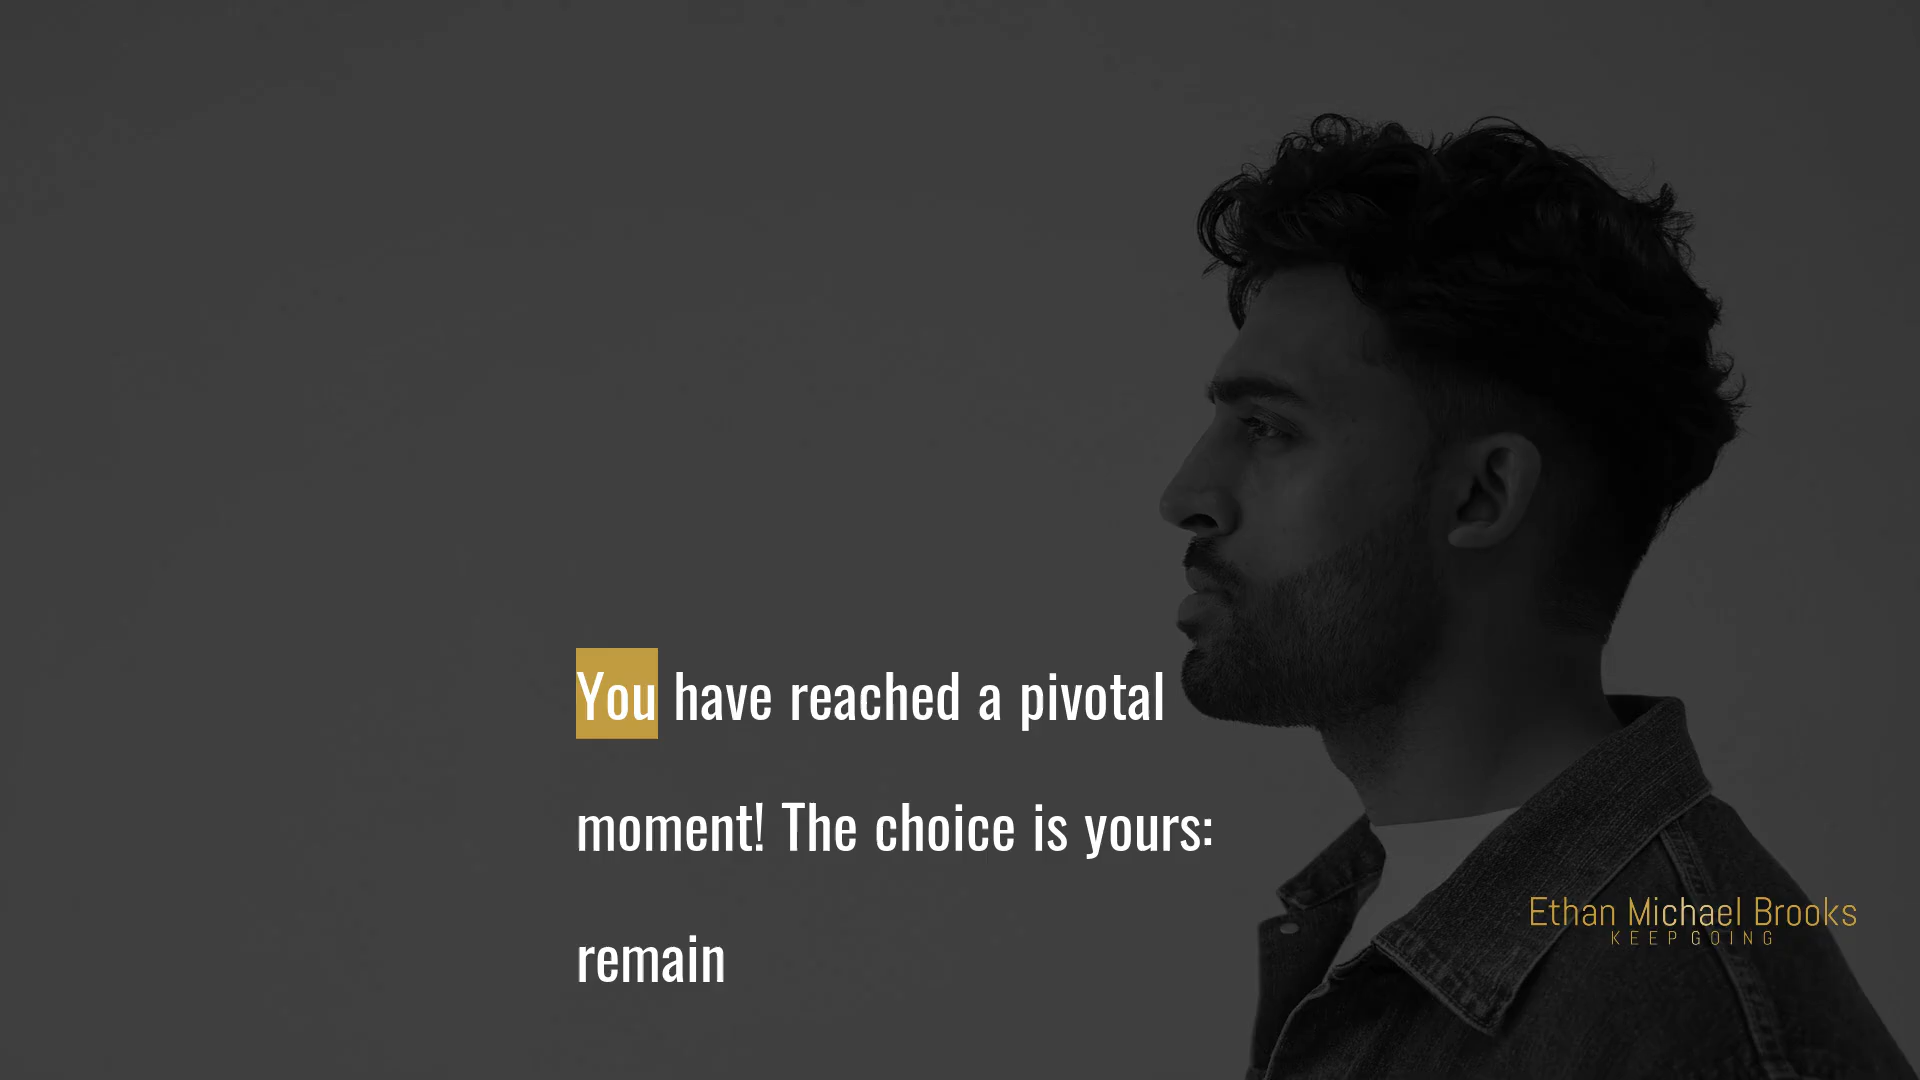 You have reached a pivotal
moment! The choice is yours:
remain
Ethan Michael Brooks
KEEP GOING